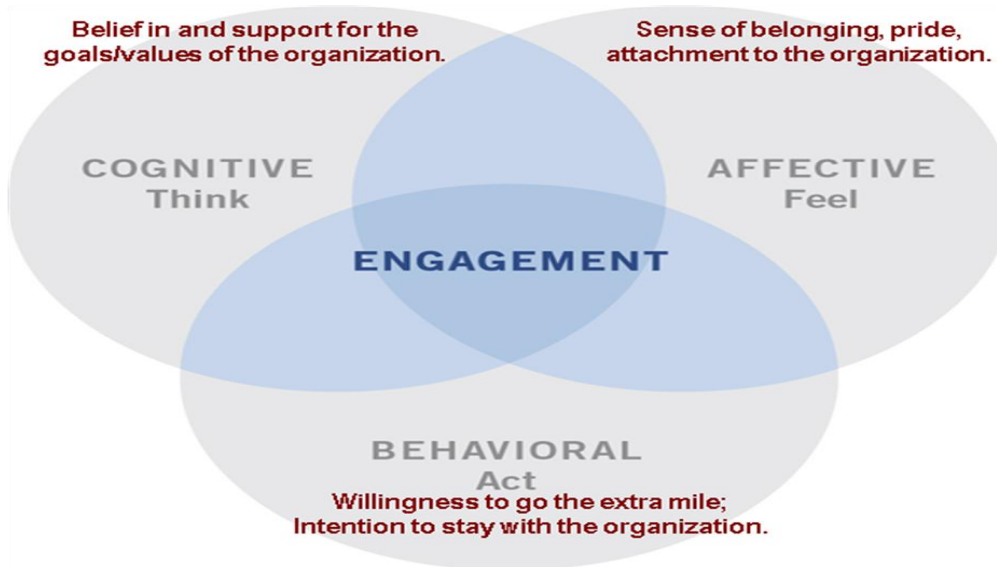 Belief in and support for the
goals/values of the organization.
Sense of belonging, pride,
attachment to the organization.
COGNITIVE
Think
AFFECTIVE
Feel
ENGAGEMENT
BEHAVIORAL
Act
Willingness to go the extra mile;
Intention to stay with the organization.